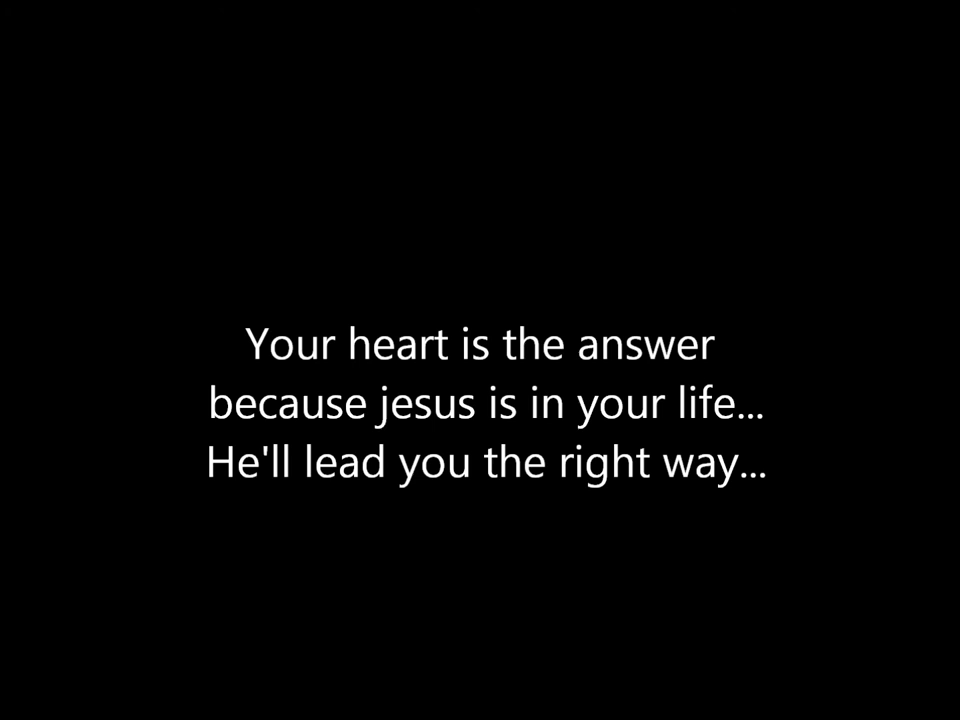 Your heart is the answer
because jesus is in your life...
He'll lead you the right way...